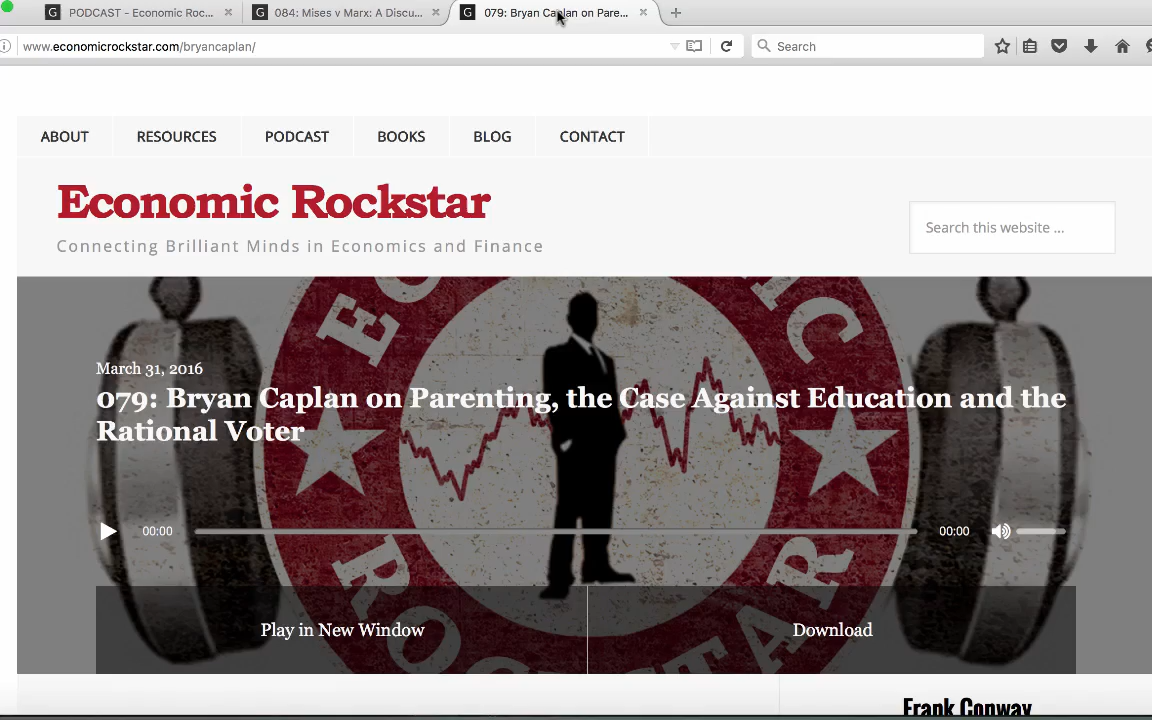 PODCAST - Economic Roc...
084: Mises v Marx: A Discu...
079: Bryan Caplan on Pare...
www.economicrockstar.com/bryancaplan/
Search
ABOUT
RESOURCES
PODCAST
BOOKS
BLOG
CONTACT
Economic Rockstar
Connecting Brilliant Minds in Economics and Finance
Search this website ...
March 31, 2016
079: Bryan Caplan on Parenting, the Case Against Education and the
Rational Voter
00:00
00:00
Play in New Window
Download
Frank Conway